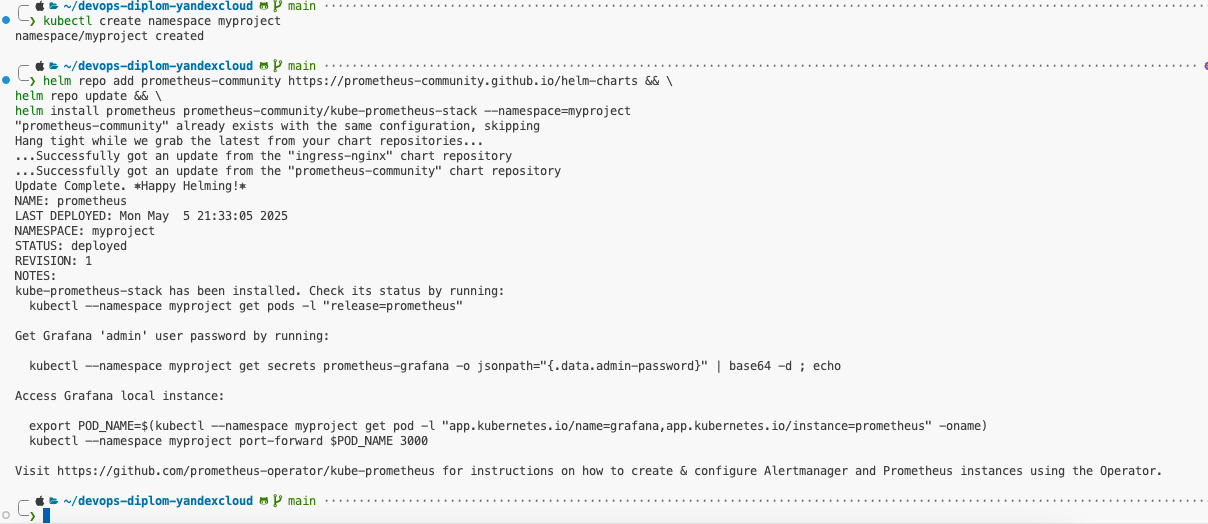 ~/devops-diplom-yandexcloud main
❯ kubectl create namespace myproject
namespace/myproject created
~/devops-diplom-yandexcloud main
❯ helm repo add prometheus-community https://prometheus-community.github.io/helm-charts && \
helm repo update && \
helm install prometheus prometheus-community/kube-prometheus-stack --namespace=myproject
"prometheus-community" already exists with the same configuration, skipping
Hang tight while we grab the latest from your chart repositories...
...Successfully got an update from the "ingress-nginx" chart repository
...Successfully got an update from the "prometheus-community" chart repository
Update Complete. *Happy Helming!*
NAME: prometheus
LAST DEPLOYED: Mon May  5 21:33:05 2025
NAMESPACE: myproject
STATUS: deployed
REVISION: 1
NOTES:
kube-prometheus-stack has been installed. Check its status by running:
  kubectl --namespace myproject get pods -l "release=prometheus"
Get Grafana 'admin' user password by running:
  kubectl --namespace myproject get secrets prometheus-grafana -o jsonpath="{.data.admin-password}" | base64 -d ; echo
Access Grafana local instance:
  export POD_NAME=$(kubectl --namespace myproject get pod -l "app.kubernetes.io/name=grafana,app.kubernetes.io/instance=prometheus" -oname)
  kubectl --namespace myproject port-forward $POD_NAME 3000
Visit https://github.com/prometheus-operator/kube-prometheus for instructions on how to create & configure Alertmanager and Prometheus instances using the Operator.
~/devops-diplom-yandexcloud main
❯